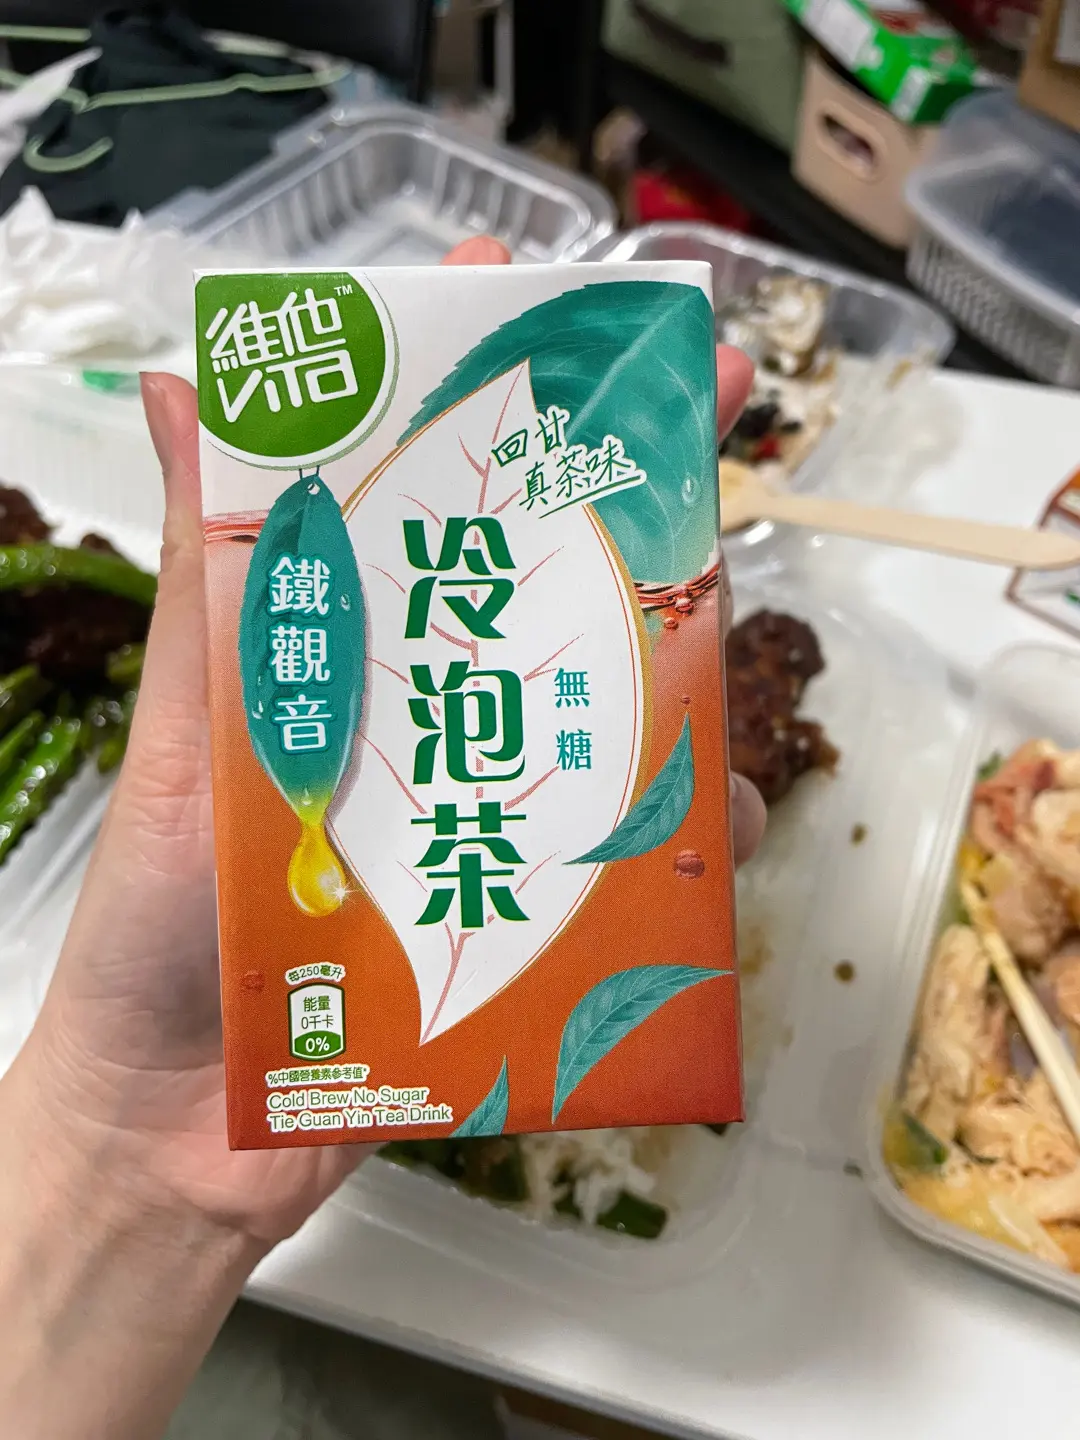 維他™
VITA
回甘
真茶味
鐵觀音
冷泡茶
無糖
每250毫升
能量
0千卡
0%
%中國營養素參考值*
Cold Brew No Sugar
Tie Guan Yin Tea Drink